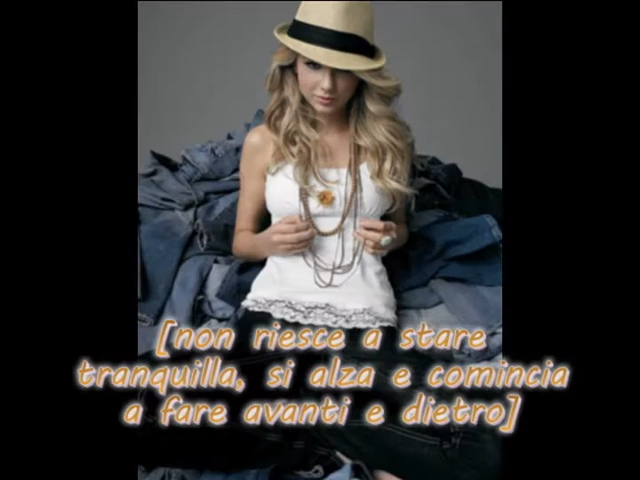 [non riesce a stare
tranquilla, si alza e comincia
a fare avanti e dietro]